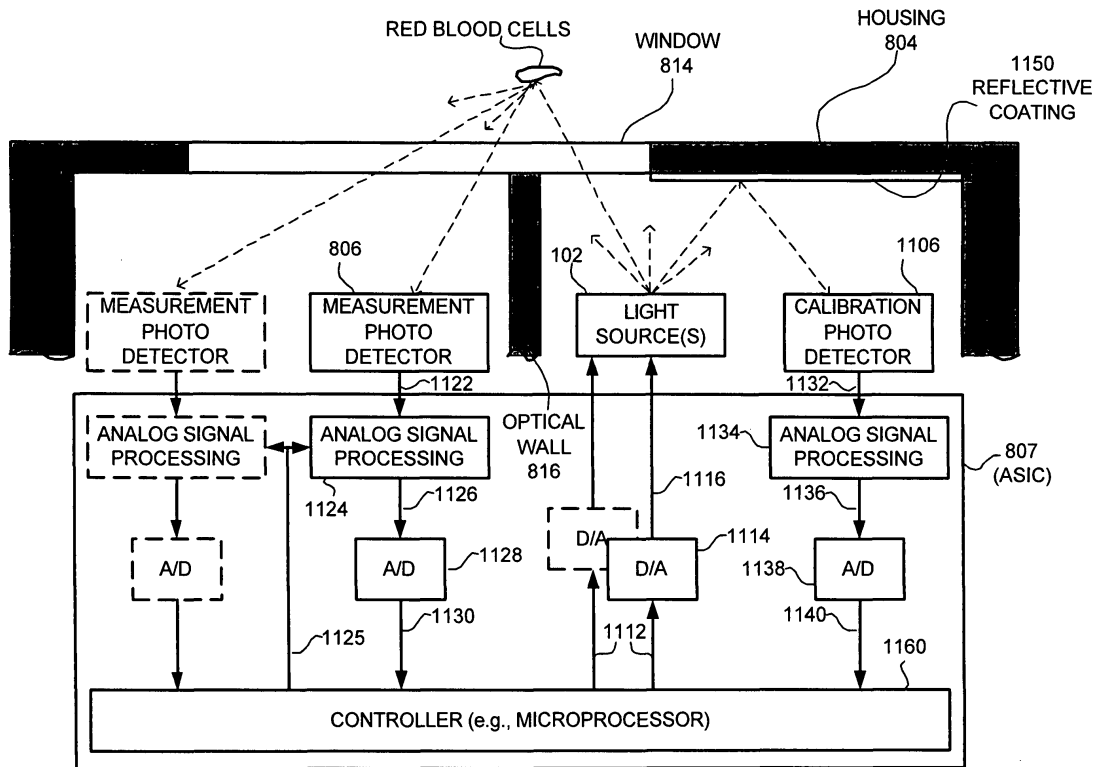 RED BLOOD CELLS
WINDOW
814
HOUSING
804
1150
REFLECTIVE
COATING
806
102
1106
MEASUREMENT
PHOTO
DETECTOR
MEASUREMENT
PHOTO
DETECTOR
LIGHT
SOURCE(S)
CALIBRATION
PHOTO
DETECTOR
1122
1132
OPTICAL
WALL
816
ANALOG SIGNAL
PROCESSING
ANALOG SIGNAL
PROCESSING
1134
ANALOG SIGNAL
PROCESSING
807
(ASIC)
1124
1126
1116
1136
A/D
A/D
1128
D/A
D/A
1114
1138
A/D
1125
1130
1112
1140
1160
CONTROLLER (e.g., MICROPROCESSOR)